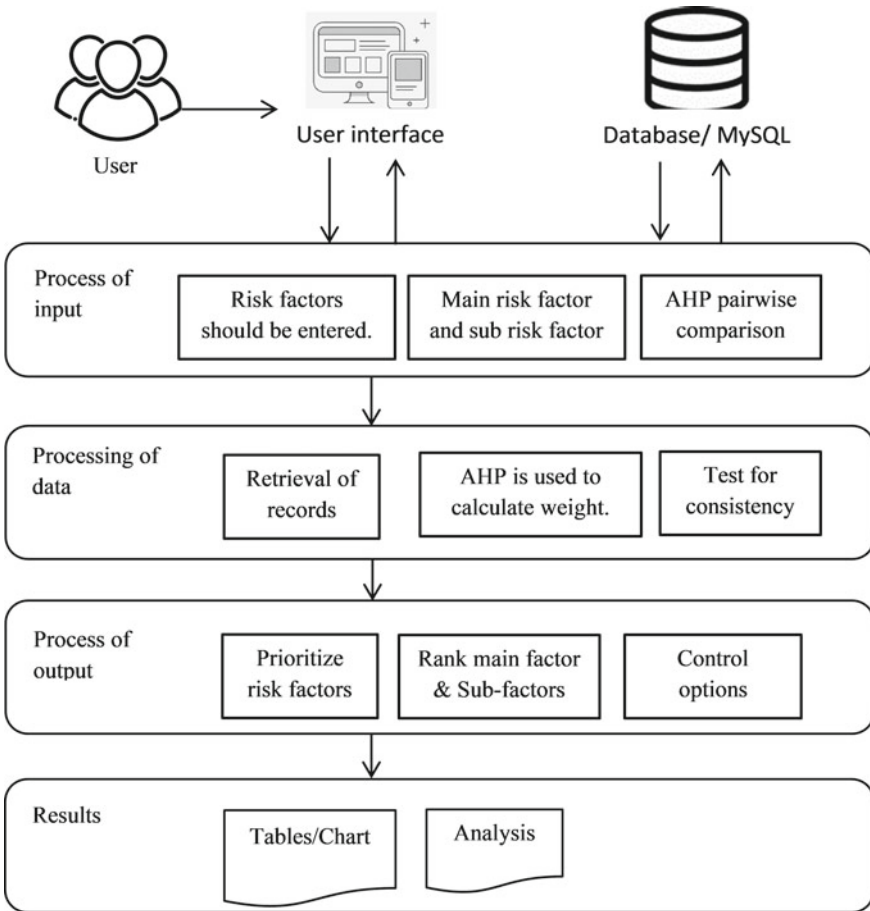 User
User interface
Database/ MySQL
Process of
input
Risk factors
should be entered.
Main risk factor
and sub risk factor
AHP pairwise
comparison
Processing of
data
Retrieval of
records
AHP is used to
calculate weight.
Test for
consistency
Process of
output
Prioritize
risk factors
Rank main factor
& Sub-factors
Control
options
Results
Tables/Chart
Analysis